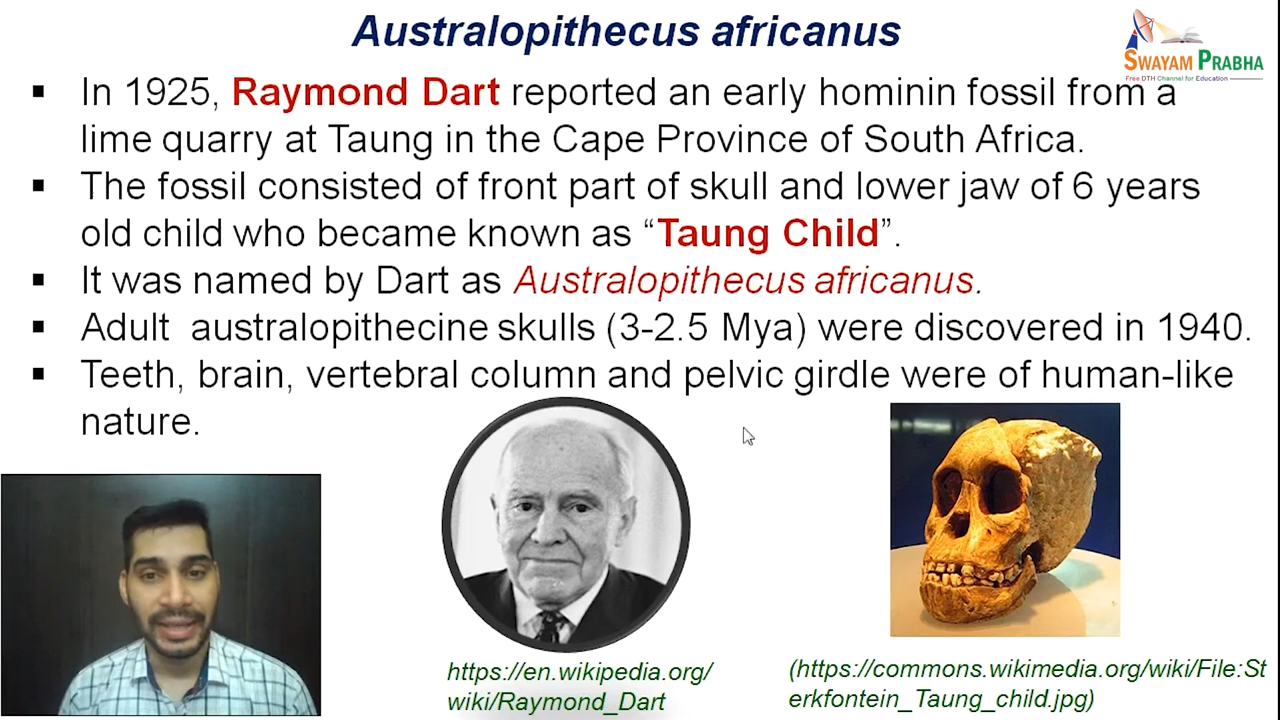 Australopithecus africanus
SWAYAM PRABHA
Free DTH Channel for Education
▪ In 1925, Raymond Dart reported an early hominin fossil from a
lime quarry at Taung in the Cape Province of South Africa.
▪ The fossil consisted of front part of skull and lower jaw of 6 years
old child who became known as “Taung Child”.
▪ It was named by Dart as Australopithecus africanus.
▪ Adult australopithecine skulls (3-2.5 Mya) were discovered in 1940.
▪ Teeth, brain, vertebral column and pelvic girdle were of human-like
nature.
https://en.wikipedia.org/
wiki/Raymond_Dart
(https://commons.wikimedia.org/wiki/File:St
erkfontein_Taung_child.jpg)